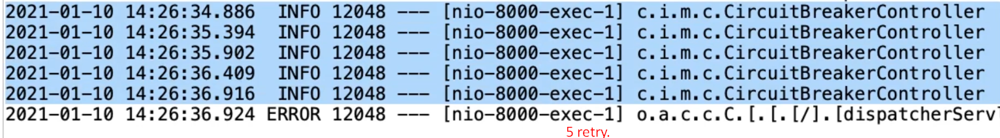 2021-01-10 14:26:34.886 INFO 12048 --- [nio-8000-exec-1] c.i.m.c.CircuitBreakerController
2021-01-10 14:26:35.394 INFO 12048 --- [nio-8000-exec-1] c.i.m.c.CircuitBreakerController
2021-01-10 14:26:35.902 INFO 12048 --- [nio-8000-exec-1] c.i.m.c.CircuitBreakerController
2021-01-10 14:26:36.409 INFO 12048 --- [nio-8000-exec-1] c.i.m.c.CircuitBreakerController
2021-01-10 14:26:36.916 INFO 12048 --- [nio-8000-exec-1] c.i.m.c.CircuitBreakerController
2021-01-10 14:26:36.924 ERROR 12048 --- [nio-8000-exec-1] o.a.c.c.C.[.[.[/].[dispatcherServl
5 retry.